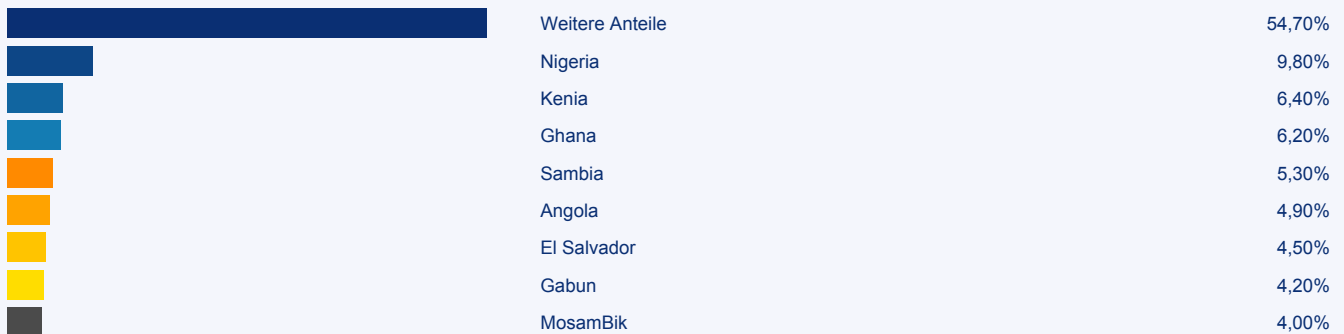 Weitere Anteile 54,70%
Nigeria 9,80%
Kenia 6,40%
Ghana 6,20%
Sambia 5,30%
Angola 4,90%
El Salvador 4,50%
Gabun 4,20%
MosamBik 4,00%